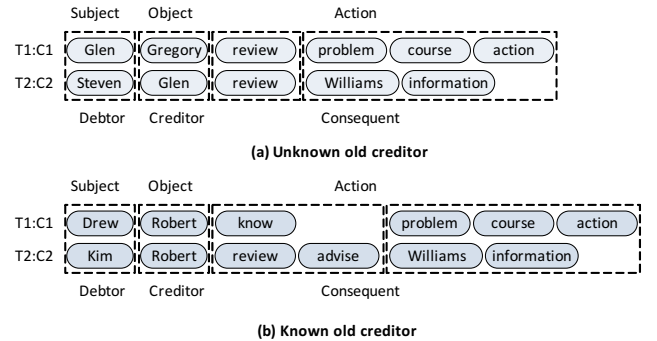 Subject Object Action
T1:C1 Glen Gregory review problem course action
T2:C2 Steven Glen review Williams information
Debtor Creditor Consequent
(a) Unknown old creditor
Subject Object Action
T1:C1 Drew Robert know problem course action
T2:C2 Kim Robert review advise Williams information
Debtor Creditor Consequent
(b) Known old creditor